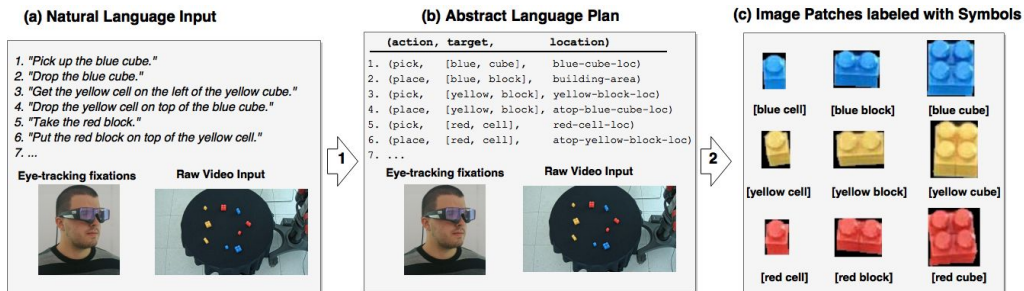 (a) Natural Language Input
1. "Pick up the blue cube."
2. "Drop the blue cube."
3. "Get the yellow cell on the left of the yellow cube."
4. "Drop the yellow cell on top of the blue cube."
5. "Take the red block."
6. "Put the red block on top of the yellow cell."
7. ...
Eye-tracking fixations
Raw Video Input
1
(b) Abstract Language Plan
(action, target, location)
1. (pick, [blue, cube], blue-cube-loc)
2. (place, [blue, block], building-area)
3. (pick, [yellow, block], yellow-block-loc)
4. (place, [yellow, block], atop-blue-cube-loc)
5. (pick, [red, cell], red-cell-loc)
6. (place, [red, cell], atop-yellow-block-loc)
7. ...
Eye-tracking fixations
Raw Video Input
2
(c) Image Patches labeled with Symbols
[blue cell] [blue block] [blue cube]
[yellow cell] [yellow block] [yellow cube]
[red cell] [red block] [red cube]